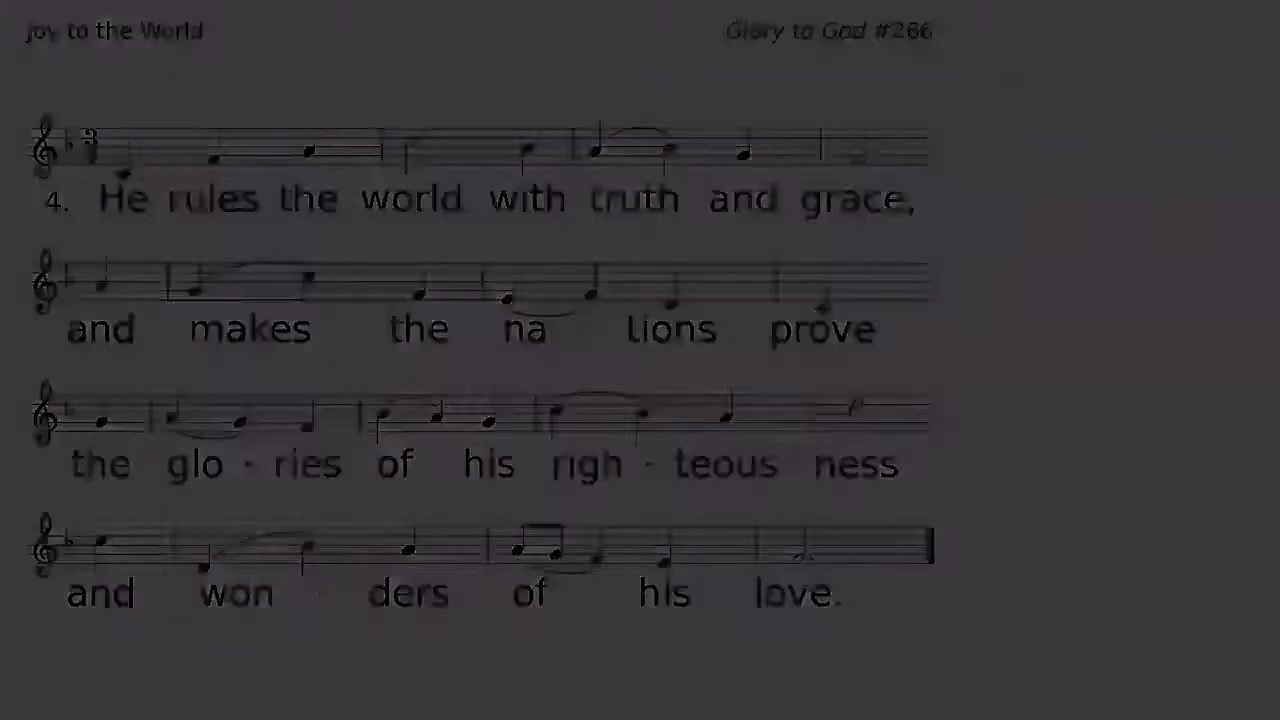 Joy to the World
Glory to God #266
4. He rules the world with truth and grace,
and makes the na tions prove
the glo - ries of his righ - teous ness
and won - ders of his love.